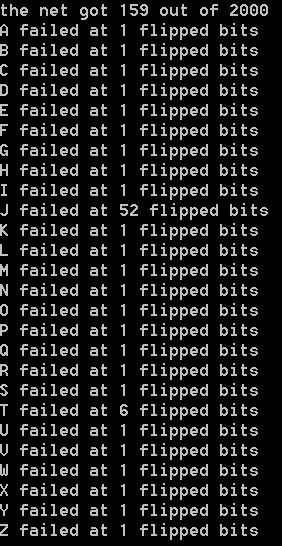 the net got 159 out of 2000
A failed at 1 flipped bits
B failed at 1 flipped bits
C failed at 1 flipped bits
D failed at 1 flipped bits
E failed at 1 flipped bits
F failed at 1 flipped bits
G failed at 1 flipped bits
H failed at 1 flipped bits
I failed at 1 flipped bits
J failed at 52 flipped bits
K failed at 1 flipped bits
L failed at 1 flipped bits
M failed at 1 flipped bits
N failed at 1 flipped bits
O failed at 1 flipped bits
P failed at 1 flipped bits
Q failed at 1 flipped bits
R failed at 1 flipped bits
S failed at 1 flipped bits
T failed at 6 flipped bits
U failed at 1 flipped bits
V failed at 1 flipped bits
W failed at 1 flipped bits
X failed at 1 flipped bits
Y failed at 1 flipped bits
Z failed at 1 flipped bits